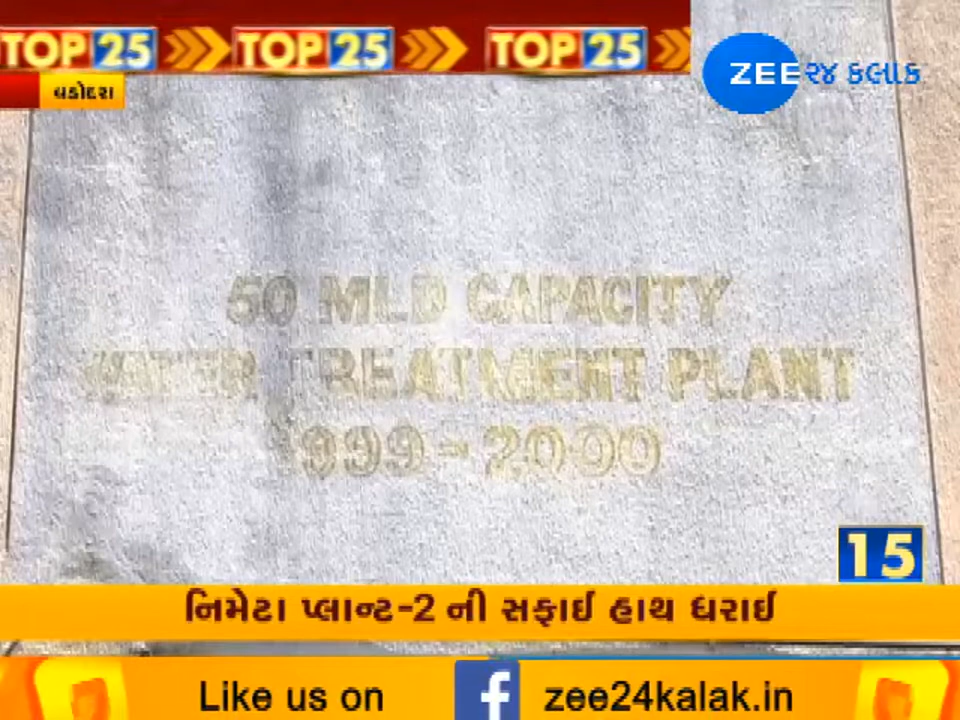 TOP 25 TOP 25 TOP 25
ZEE ૨૪ કલાક
વડોદરા
50 MLD CAPACITY
WATER TREATMENT PLANT
1999-2000
15
નિમેટા પ્લાન્ટ-2 ની સફાઈ હાથ ધરાઈ
Like us on f zee24kalak.in